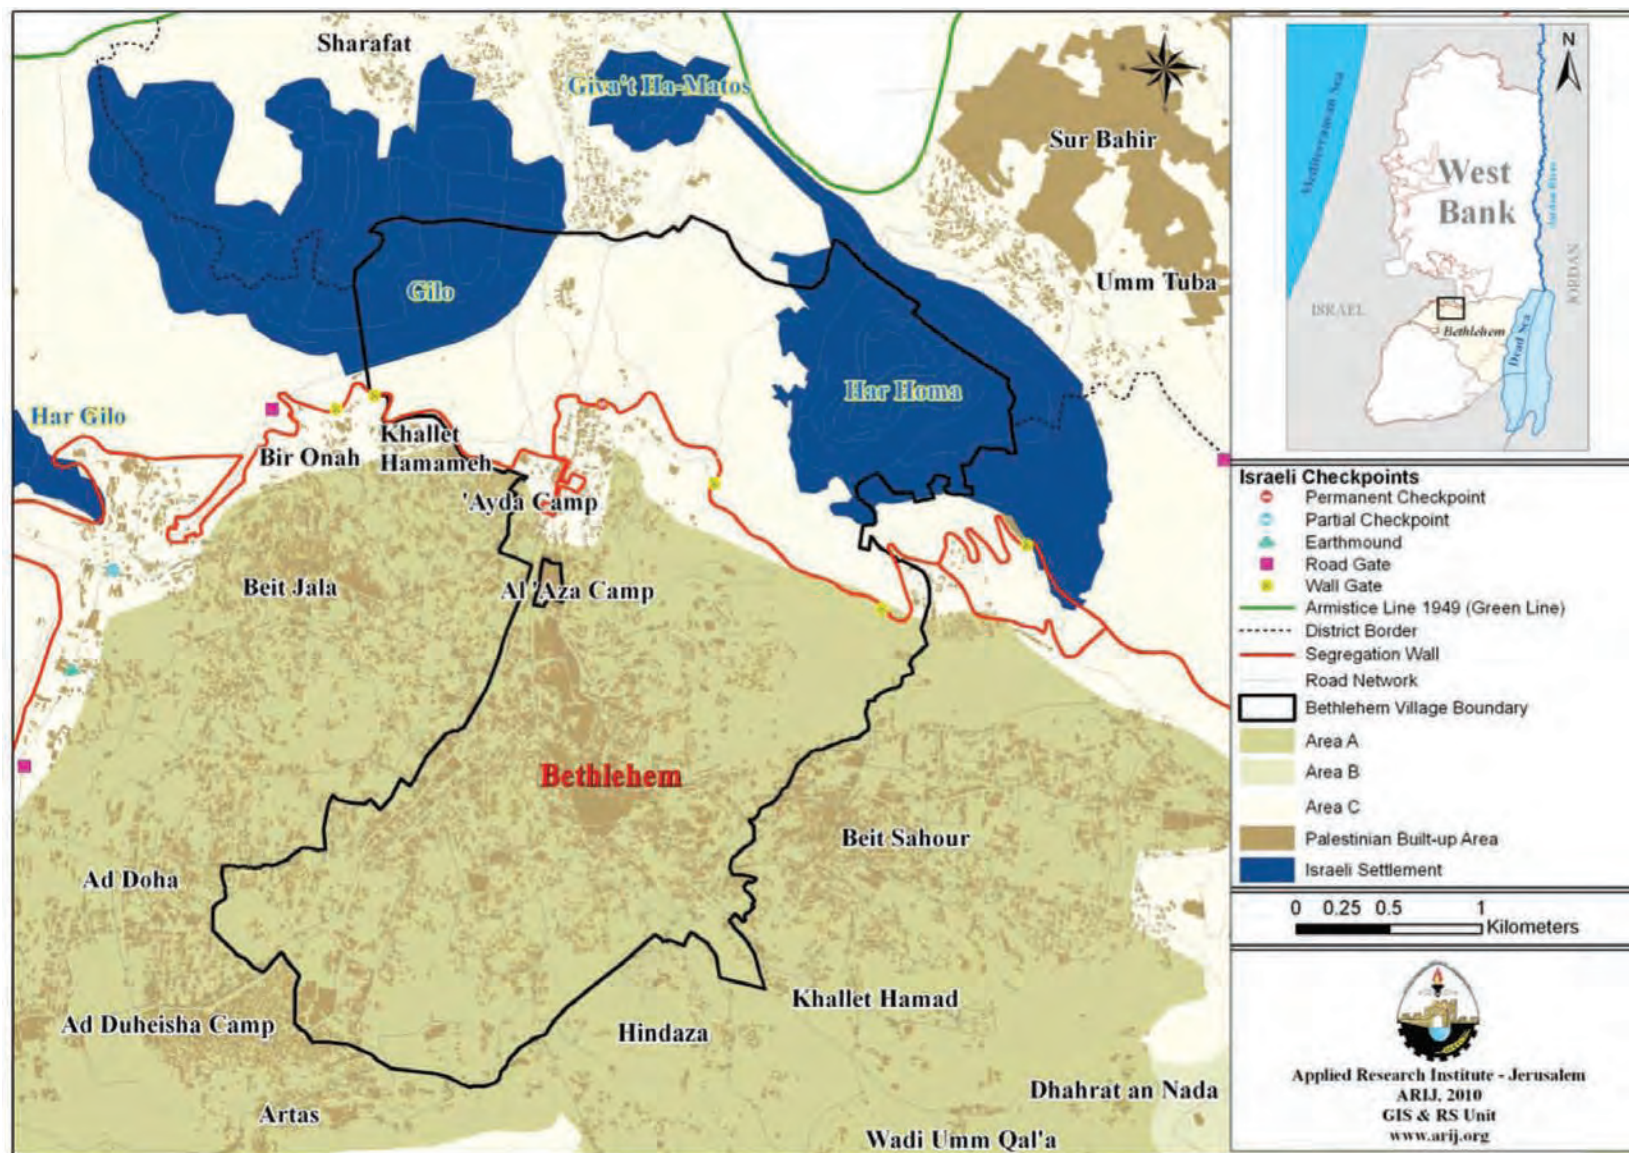 Sharafat
Giva't Ha-Matos
Sur Bahir
Umm Tuba
Gilo
Har Homa
Har Gilo
Bir Onah
Khallet
Hamameh
'Ayda Camp
Beit Jala
Al 'Aza Camp
Bethlehem
Beit Sahour
Ad Doha
Ad Duheisha Camp
Khallet Hamad
Hindaza
Artas
Dhahrat an Nada
Wadi Umm Qal'a
N
Mediterranean Sea
West
Bank
Jordan River
JORDAN
ISRAEL
Bethlehem
Dead Sea
Israeli Checkpoints
Permanent Checkpoint
Partial Checkpoint
Earthmound
Road Gate
Wall Gate
Armistice Line 1949 (Green Line)
District Border
Segregation Wall
Road Network
Bethlehem Village Boundary
Area A
Area B
Area C
Palestinian Built-up Area
Israeli Settlement
0 0.25 0.5 1
Kilometers
Applied Research Institute - Jerusalem
ARIJ, 2010
GIS & RS Unit
www.arij.org